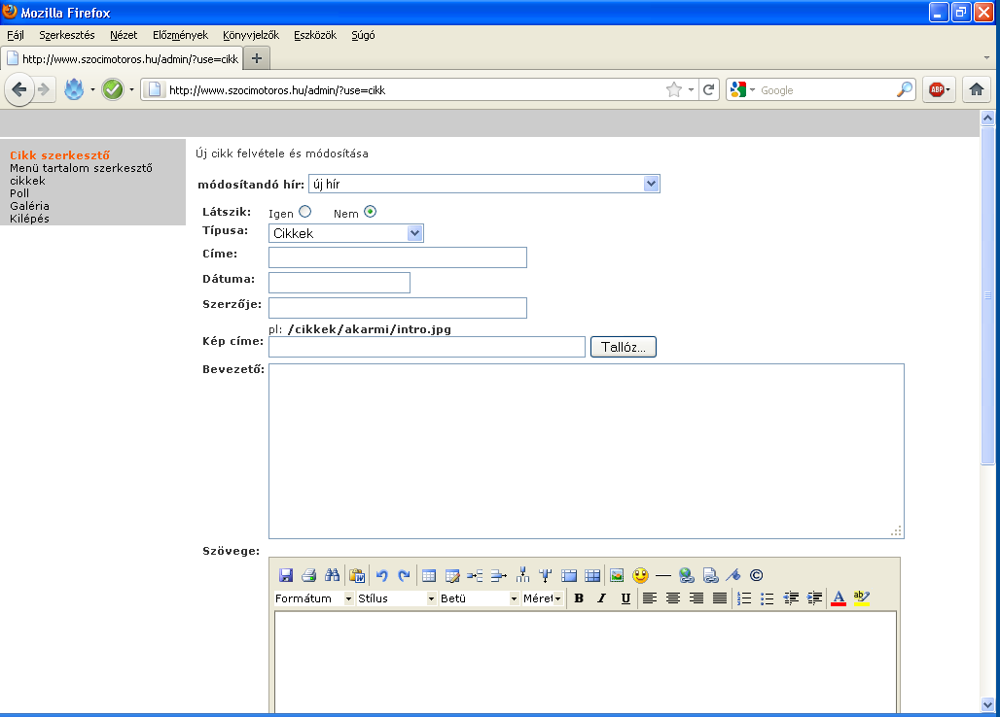 Mozilla Firefox
Fájl Szerkesztés Nézet Előzmények Könyvjelzők Eszközök Súgó
http://www.szocimotoros.hu/admin/?use=cikk
http://www.szocimotoros.hu/admin/?use=cikk Google ABP
Cikk szerkesztő
Menü tartalom szerkesztő
cikkek
Poll
Galéria
Kilépés
Új cikk felvétele és módosítása
módosítandó hír: új hír
Látszik: Igen Nem
Típusa: Cikkek
Címe:
Dátuma:
Szerzője:
pl: /cikkek/akarmi/intro.jpg
Kép címe: Tallóz...
Bevezető:
Szövege:
Formátum Stílus Betü Méret B I U A ab